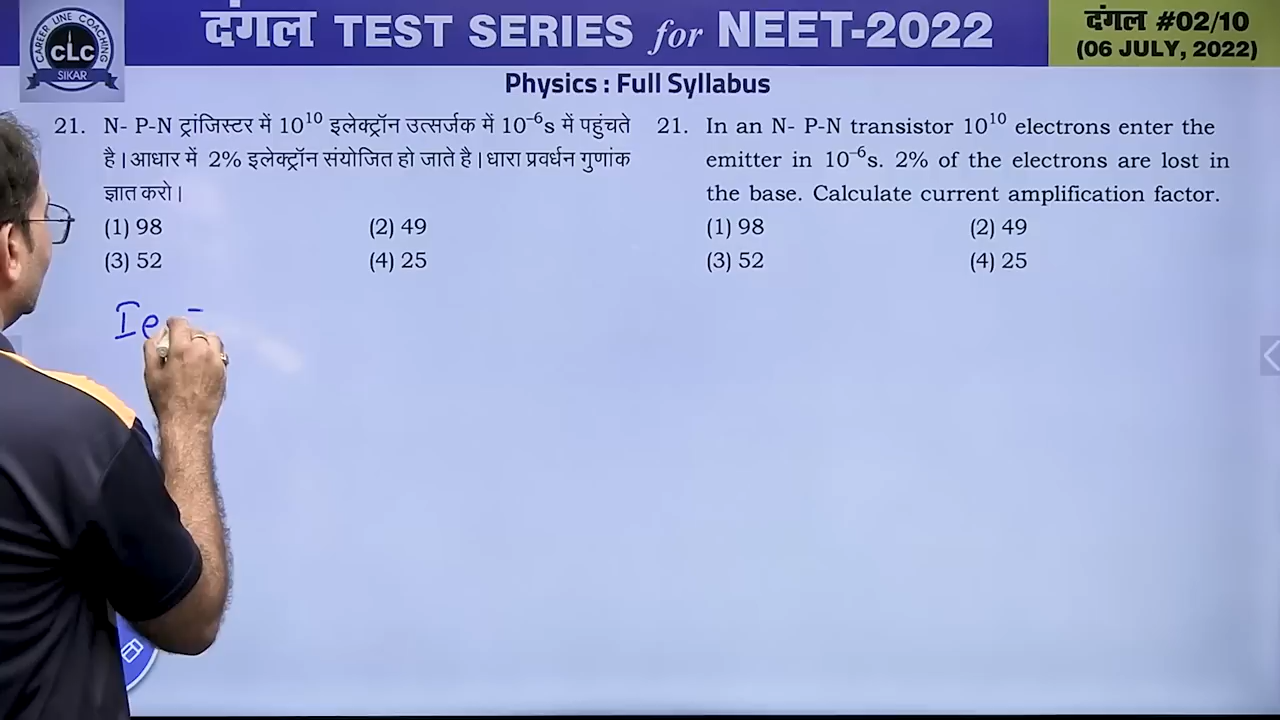 दंगल TEST SERIES for NEET-2022
दंगल #02/10
(06 JULY, 2022)
CAREER LINE COACHING
CLC
SIKAR
Physics : Full Syllabus
21. N- P-N ट्रांजिस्टर में 10¹⁰ इलेक्ट्रॉन उत्सर्जक में 10⁻⁶s में पहुंचते
है। आधार में 2% इलेक्ट्रॉन संयोजित हो जाते है। धारा प्रवर्धन गुणांक
ज्ञात करो।
(1) 98 (2) 49
(3) 52 (4) 25
21. In an N- P-N transistor 10¹⁰ electrons enter the
emitter in 10⁻⁶s. 2% of the electrons are lost in
the base. Calculate current amplification factor.
(1) 98 (2) 49
(3) 52 (4) 25
Ie =